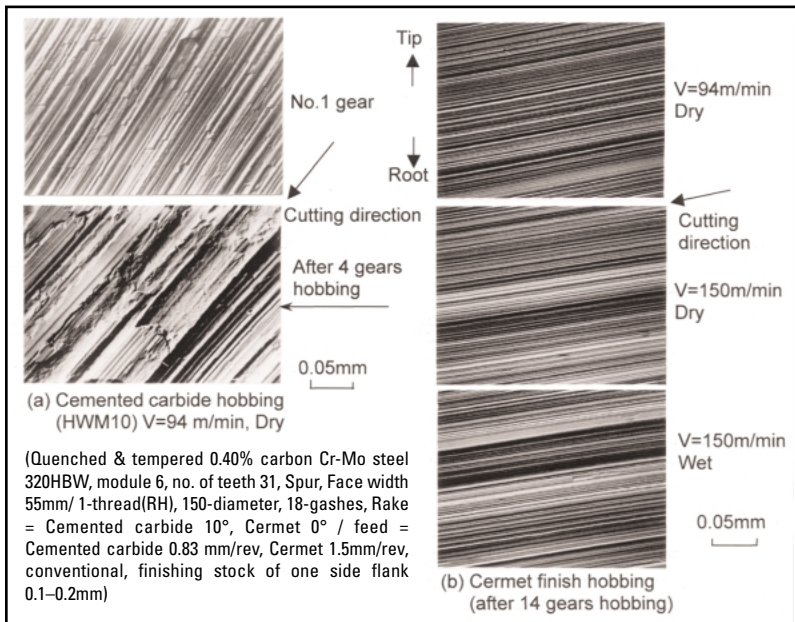 No.1 gear
Cutting direction
After 4 gears
hobbing
0.05mm
(a) Cemented carbide hobbing
(HWM10) V=94 m/min, Dry
(Quenched & tempered 0.40% carbon Cr-Mo steel
320HBW, module 6, no. of teeth 31, Spur, Face width
55mm/ 1-thread(RH), 150-diameter, 18-gashes, Rake
= Cemented carbide 10°, Cermet 0° / feed =
Cemented carbide 0.83 mm/rev, Cermet 1.5mm/rev,
conventional, finishing stock of one side flank
0.1–0.2mm)
Tip
Root
V=94m/min
Dry
Cutting
direction
V=150m/min
Dry
V=150m/min
Wet
0.05mm
(b) Cermet finish hobbing
(after 14 gears hobbing)